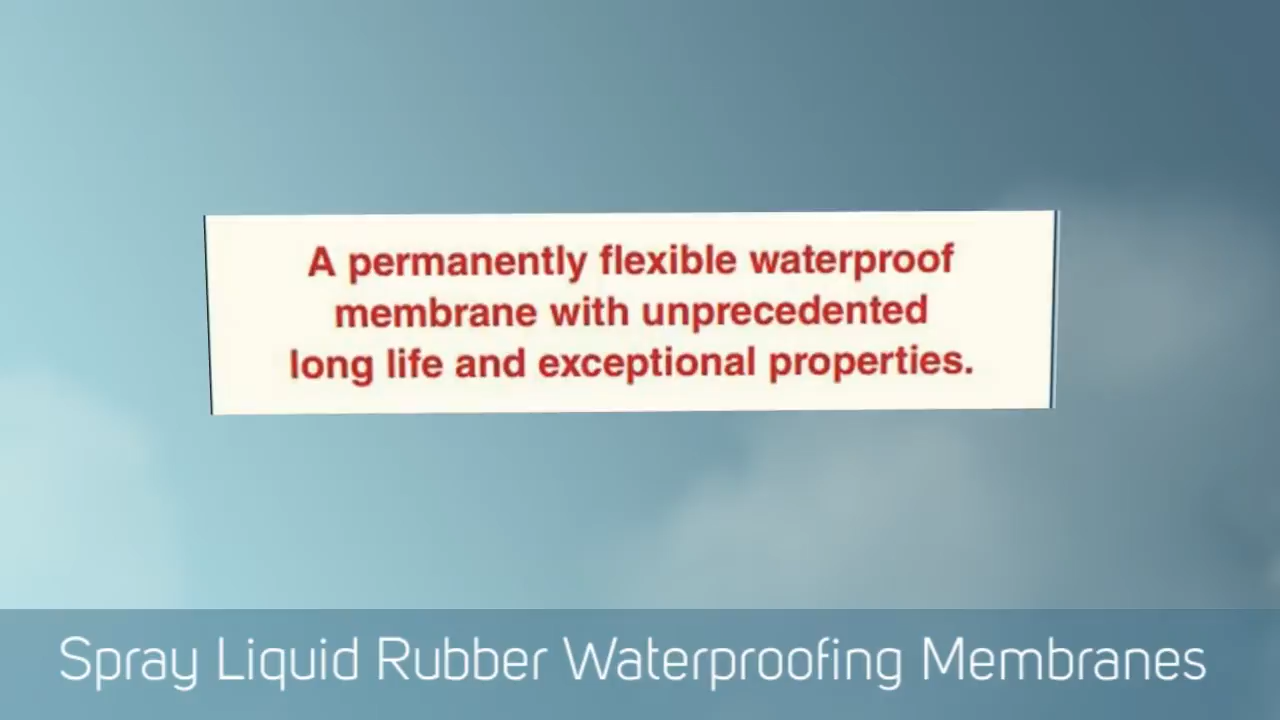 A permanently flexible waterproof
membrane with unprecedented
long life and exceptional properties.
Spray Liquid Rubber Waterproofing Membranes